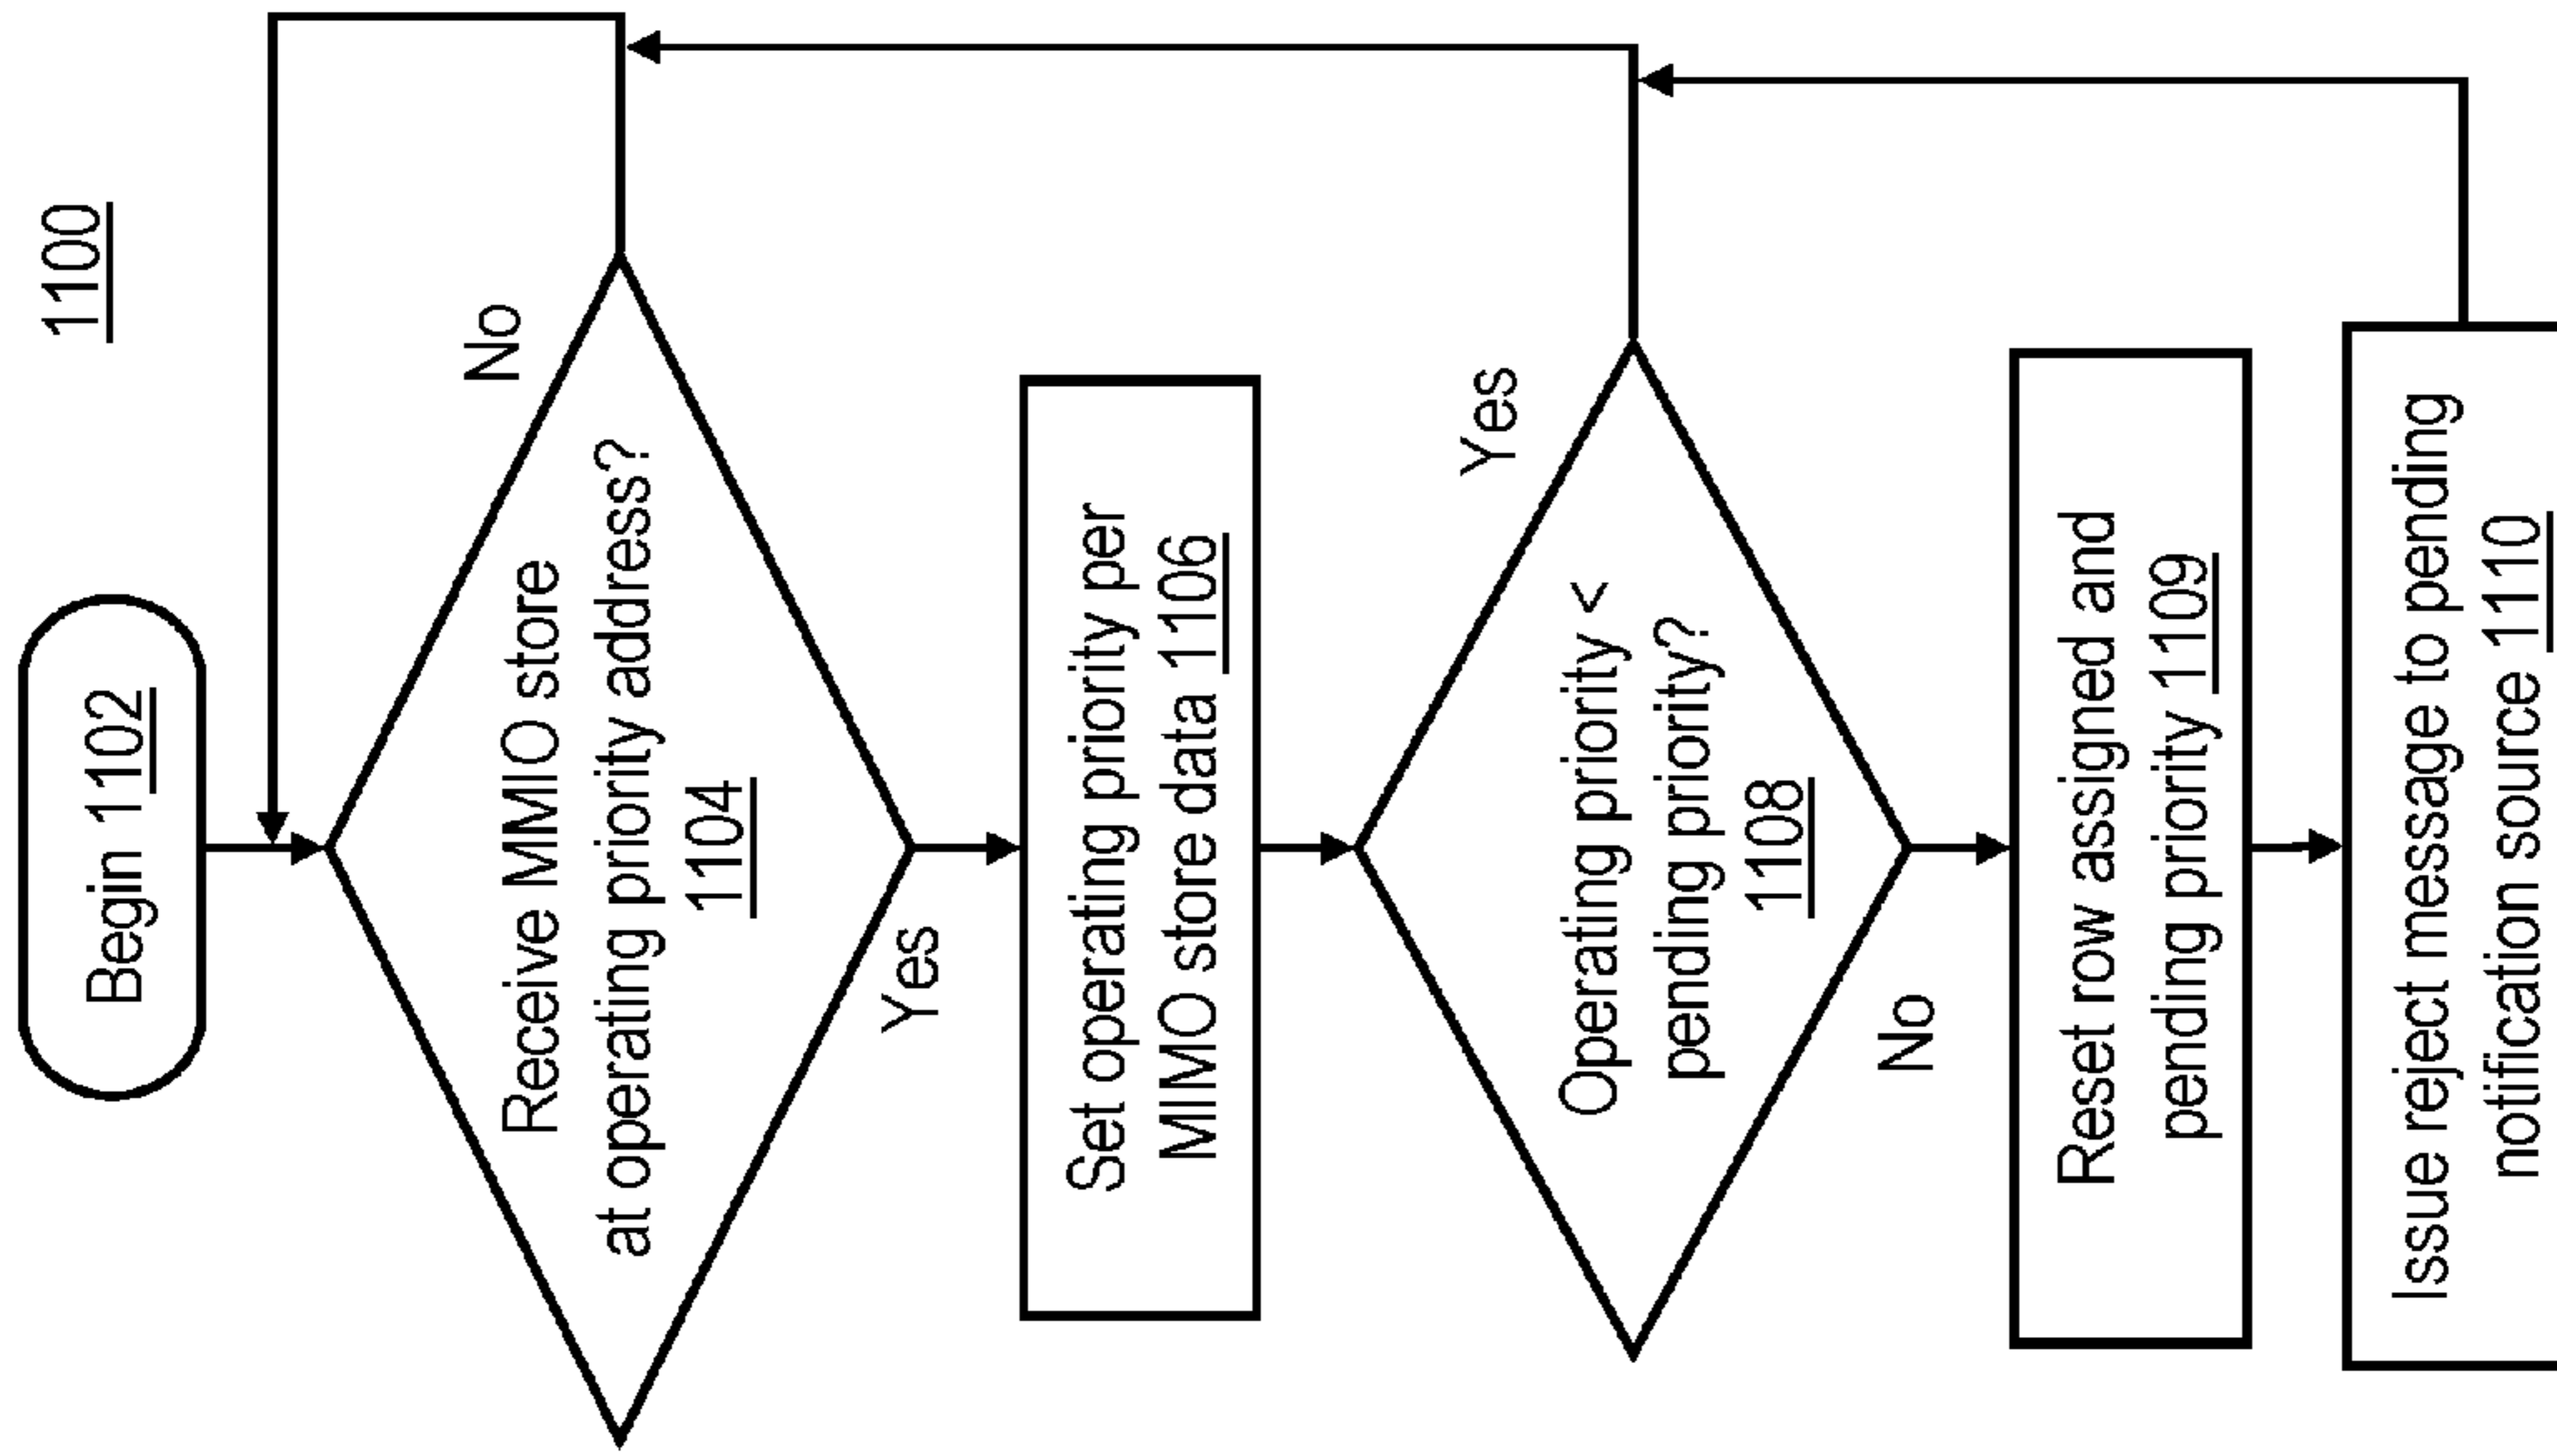 1100
Begin 1102
Receive MMIO store
at operating priority address?
1104
No
Yes
Set operating priority per
MIMO store data 1106
Operating priority <
pending priority?
1108
Yes
No
Reset row assigned and
pending priority 1109
Issue reject message to pending
notification source 1110